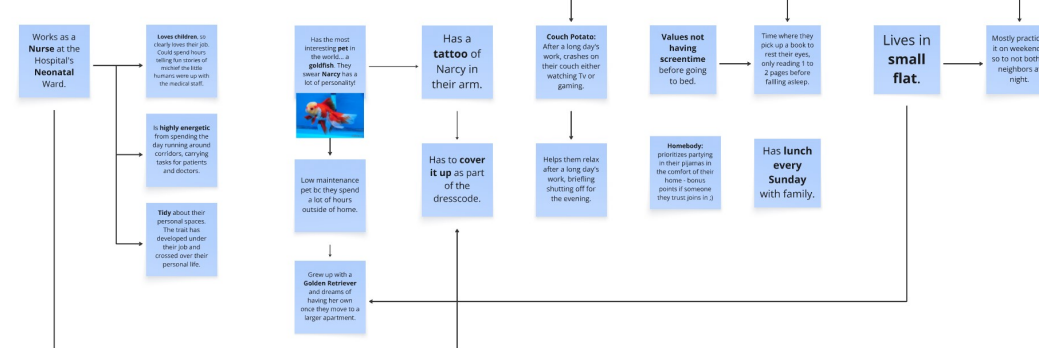 Works as a
Nurse at the
Hospital's
Neonatal
Ward.
Loves children, so
clearly loves their job.
Could spend hours
telling fun stories of
michief the little
humans were up with
the medical staff.
Is highly energetic
from spending the
day running around
corridors, carrying
tasks for patients
and doctors.
Tidy about their
personal spaces.
The trait has
developed under
their job and
crossed over their
personal life.
Has the most
interesting pet in
the world... a
goldfish. They
swear Narcy has a
lot of personality!
Low maintenance
pet bc they spend
a lot of hours
outside of home.
Grew up with a
Golden Retriever
and dreams of
having her own
once they move to a
larger apartment.
Has a
tattoo of
Narcy in
their arm.
Has to cover
it up as part
of the
dresscode.
Couch Potato:
After a long day's
work, crashes on
their couch either
watching Tv or
gaming.
Helps them relax
after a long day's
work, briefling
shutting off for
the evening.
Values not
having
screentime
before going
to bed.
Homebody:
prioritizes partying
in their pijamas in
the comfort of their
home - bonus
points if someone
they trust joins in ;)
Time where they
pick up a book to
rest their eyes,
only reading 1 to
2 pages before
fallling asleep.
Has lunch
every
Sunday
with family.
Lives in
small
flat.
Mostly practic
it on weekend
so to not both
neighbors a
night.